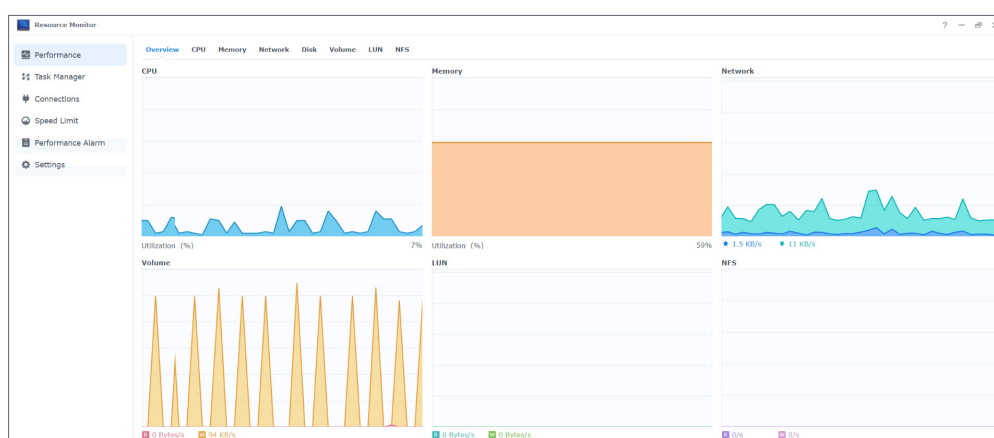 Resource Monitor
?
Performance
Task Manager
Connections
Speed Limit
Performance Alarm
Settings
Overview CPU Memory Network Disk Volume LUN NFS
CPU
Utilization (%) 7%
Memory
Utilization (%) 59%
Network
1.5 KB/s 11 KB/s
Volume
R 0 Bytes/s W 94 KB/s
LUN
R 0 Bytes/s W 0 Bytes/s
NFS
R 0/s W 0/s